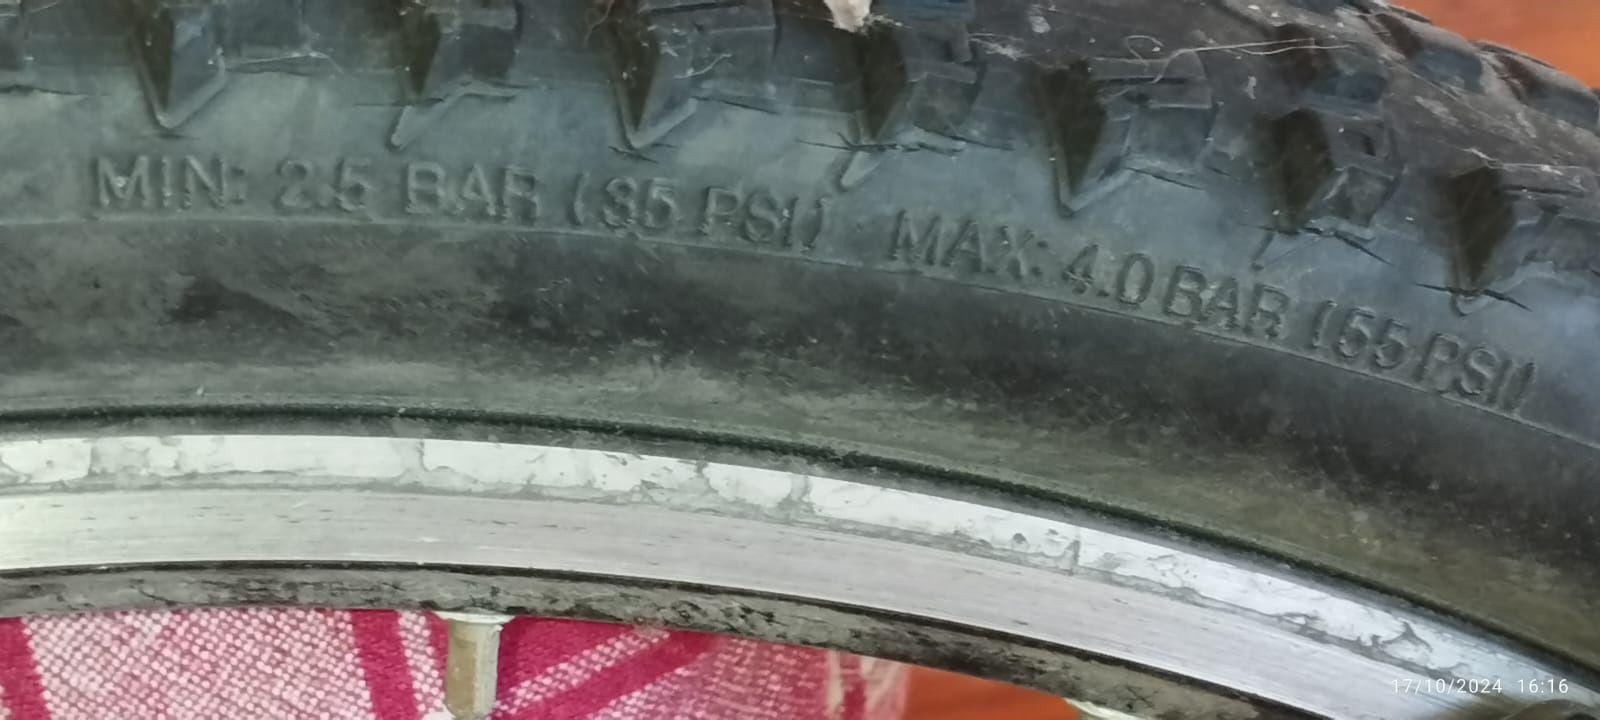 MIN: 2.5 BAR (35 PSI) MAX: 4.0 BAR (55 PSI)
17/10/2024 16:16